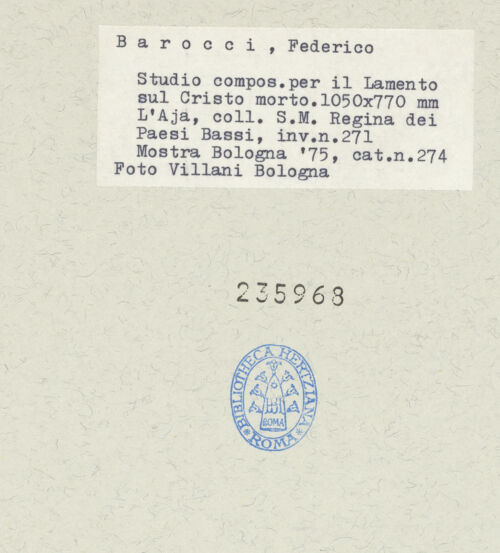 Barocci, Federico
Studio compos.per il Lamento
sul Cristo morto.1050x770 mm
L'Aja, coll. S.M. Regina dei
Paesi Bassi, inv.n.271
Mostra Bologna '75, cat.n.274
Foto Villani Bologna
235968
BIBLIOTHECA HERTZIANA
ROMA
*ROMA*